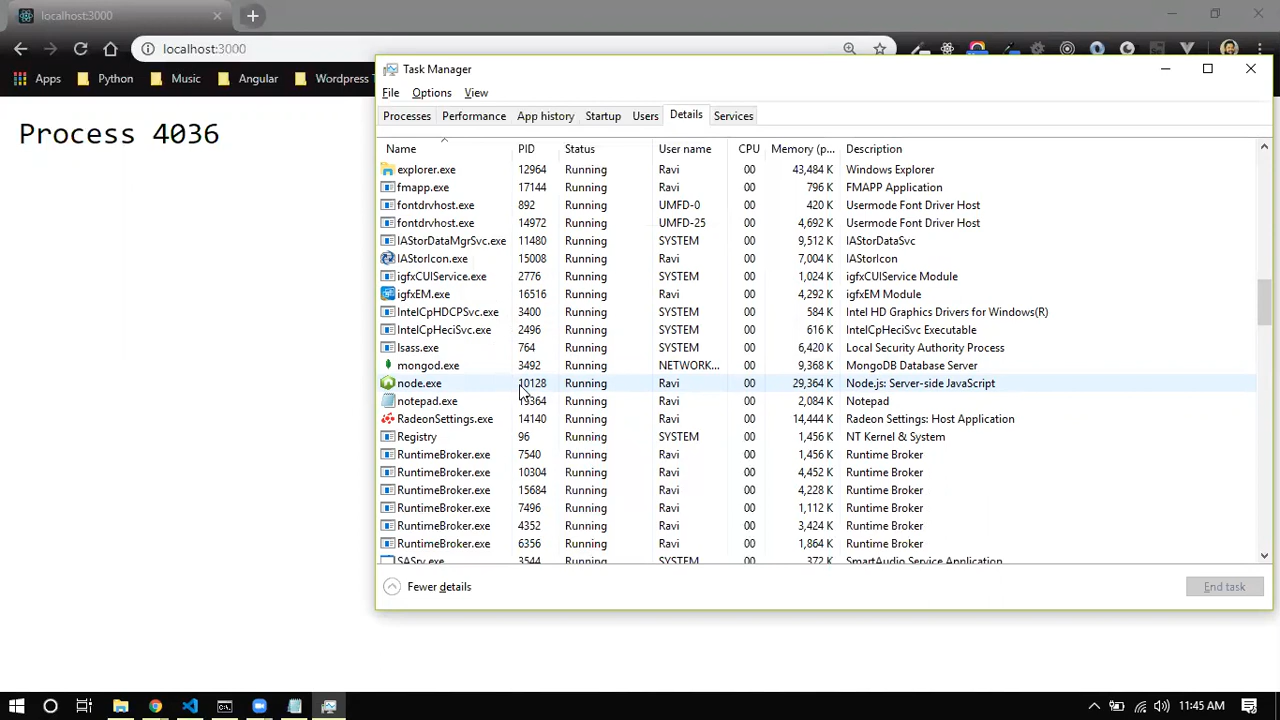 localhost:3000
localhost:3000
Apps Python Music Angular Wordpress
Process 4036
Task Manager
File Options View
Processes Performance App history Startup Users Details Services
Name PID Status User name CPU Memory (p... Description
explorer.exe 12964 Running Ravi 00 43,484 K Windows Explorer
fmapp.exe 17144 Running Ravi 00 796 K FMAPP Application
fontdrvhost.exe 892 Running UMFD-0 00 420 K Usermode Font Driver Host
fontdrvhost.exe 14972 Running UMFD-25 00 4,692 K Usermode Font Driver Host
IAStorDataMgrSvc.exe 11480 Running SYSTEM 00 9,512 K IAStorDataSvc
IAStorIcon.exe 15008 Running Ravi 00 7,004 K IAStorIcon
igfxCUIService.exe 2776 Running SYSTEM 00 1,024 K igfxCUIService Module
igfxEM.exe 16516 Running Ravi 00 4,292 K igfxEM Module
IntelCpHDCPSvc.exe 3400 Running SYSTEM 00 584 K Intel HD Graphics Drivers for Windows(R)
IntelCpHeciSvc.exe 2496 Running SYSTEM 00 616 K IntelCpHeciSvc Executable
lsass.exe 764 Running SYSTEM 00 6,420 K Local Security Authority Process
mongod.exe 3492 Running NETWORK... 00 9,368 K MongoDB Database Server
node.exe 10128 Running Ravi 00 29,364 K Node.js: Server-side JavaScript
notepad.exe 19364 Running Ravi 00 2,084 K Notepad
RadeonSettings.exe 14140 Running Ravi 00 14,444 K Radeon Settings: Host Application
Registry 96 Running SYSTEM 00 1,456 K NT Kernel & System
RuntimeBroker.exe 7540 Running Ravi 00 1,456 K Runtime Broker
RuntimeBroker.exe 10304 Running Ravi 00 4,452 K Runtime Broker
RuntimeBroker.exe 15684 Running Ravi 00 4,228 K Runtime Broker
RuntimeBroker.exe 7496 Running Ravi 00 1,112 K Runtime Broker
RuntimeBroker.exe 4352 Running Ravi 00 3,424 K Runtime Broker
RuntimeBroker.exe 6356 Running Ravi 00 1,864 K Runtime Broker
SASrv.exe 3544 Running SYSTEM 00 372 K SmartAudio Service Application
Fewer details End task
11:45 AM